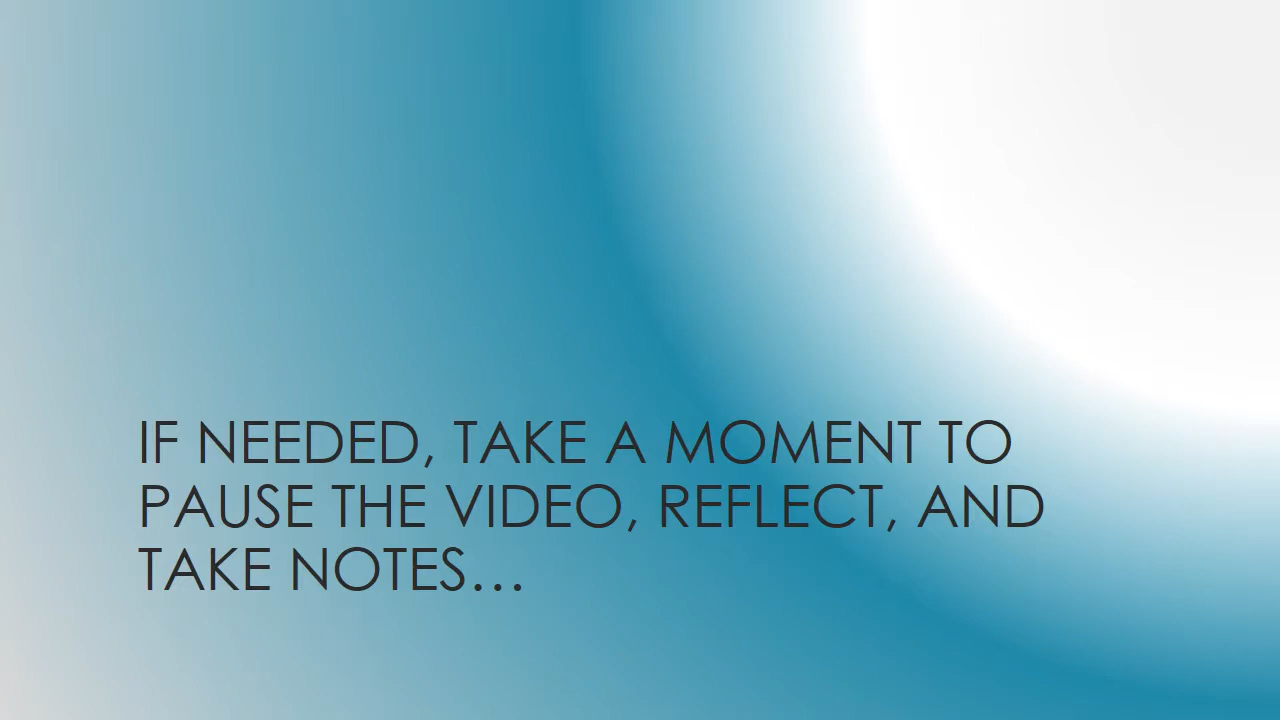 IF NEEDED, TAKE A MOMENT TO
PAUSE THE VIDEO, REFLECT, AND
TAKE NOTES…